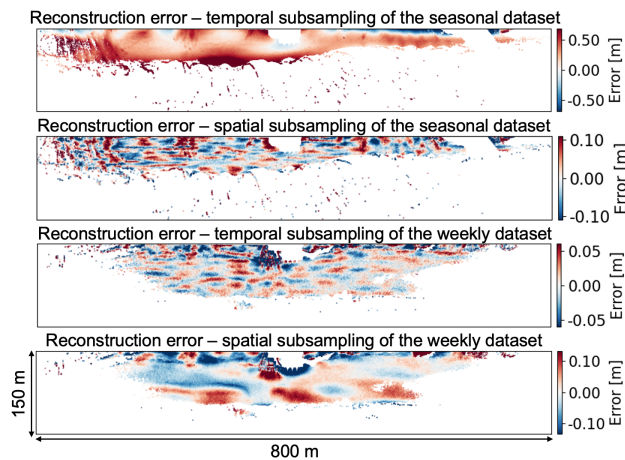 Reconstruction error – temporal subsampling of the seasonal dataset
0.50
0.00
-0.50
Error [m]
Reconstruction error – spatial subsampling of the seasonal dataset
0.10
0.00
-0.10
Error [m]
Reconstruction error – temporal subsampling of the weekly dataset
0.05
0.00
-0.05
Error [m]
Reconstruction error – spatial subsampling of the weekly dataset
0.10
0.00
-0.10
Error [m]
150 m
800 m